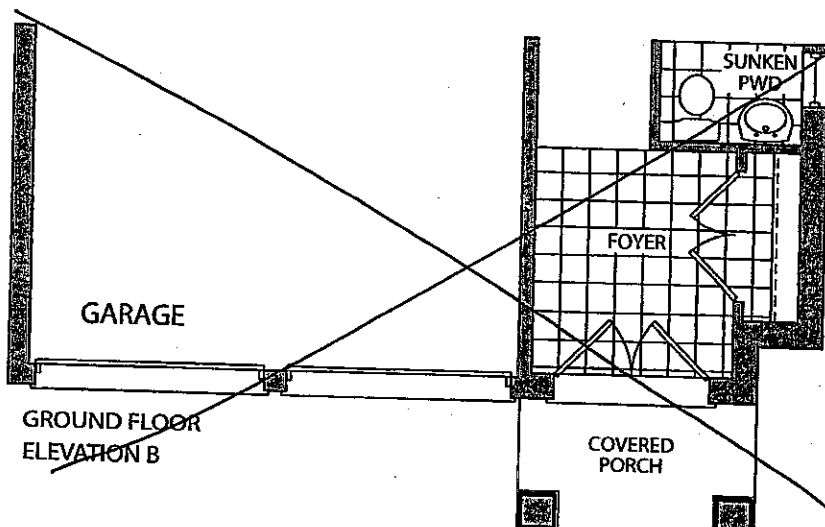 SUNKEN
PWD
FOYER
GARAGE
GROUND FLOOR
ELEVATION B
COVERED
PORCH